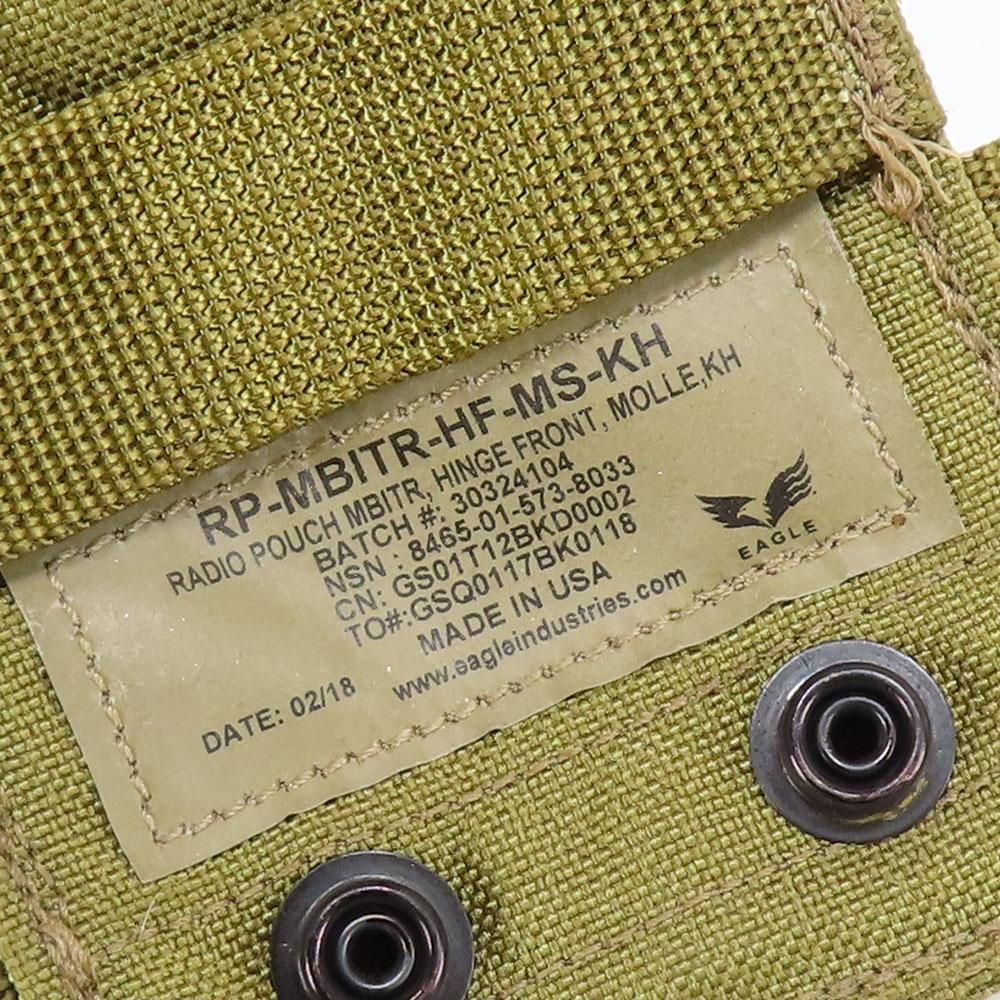 RP-MBITR-HF-MS-KH
RADIO POUCH MBITR, HINGE FRONT, MOLLE,KH
BATCH #: 30324104
NSN : 8465-01-573-8033
CN: GS01T12BKD0002
TO#:GSQ0117BK0118
MADE IN USA
www.eagleindustries.com
DATE: 02/18
EAGLE